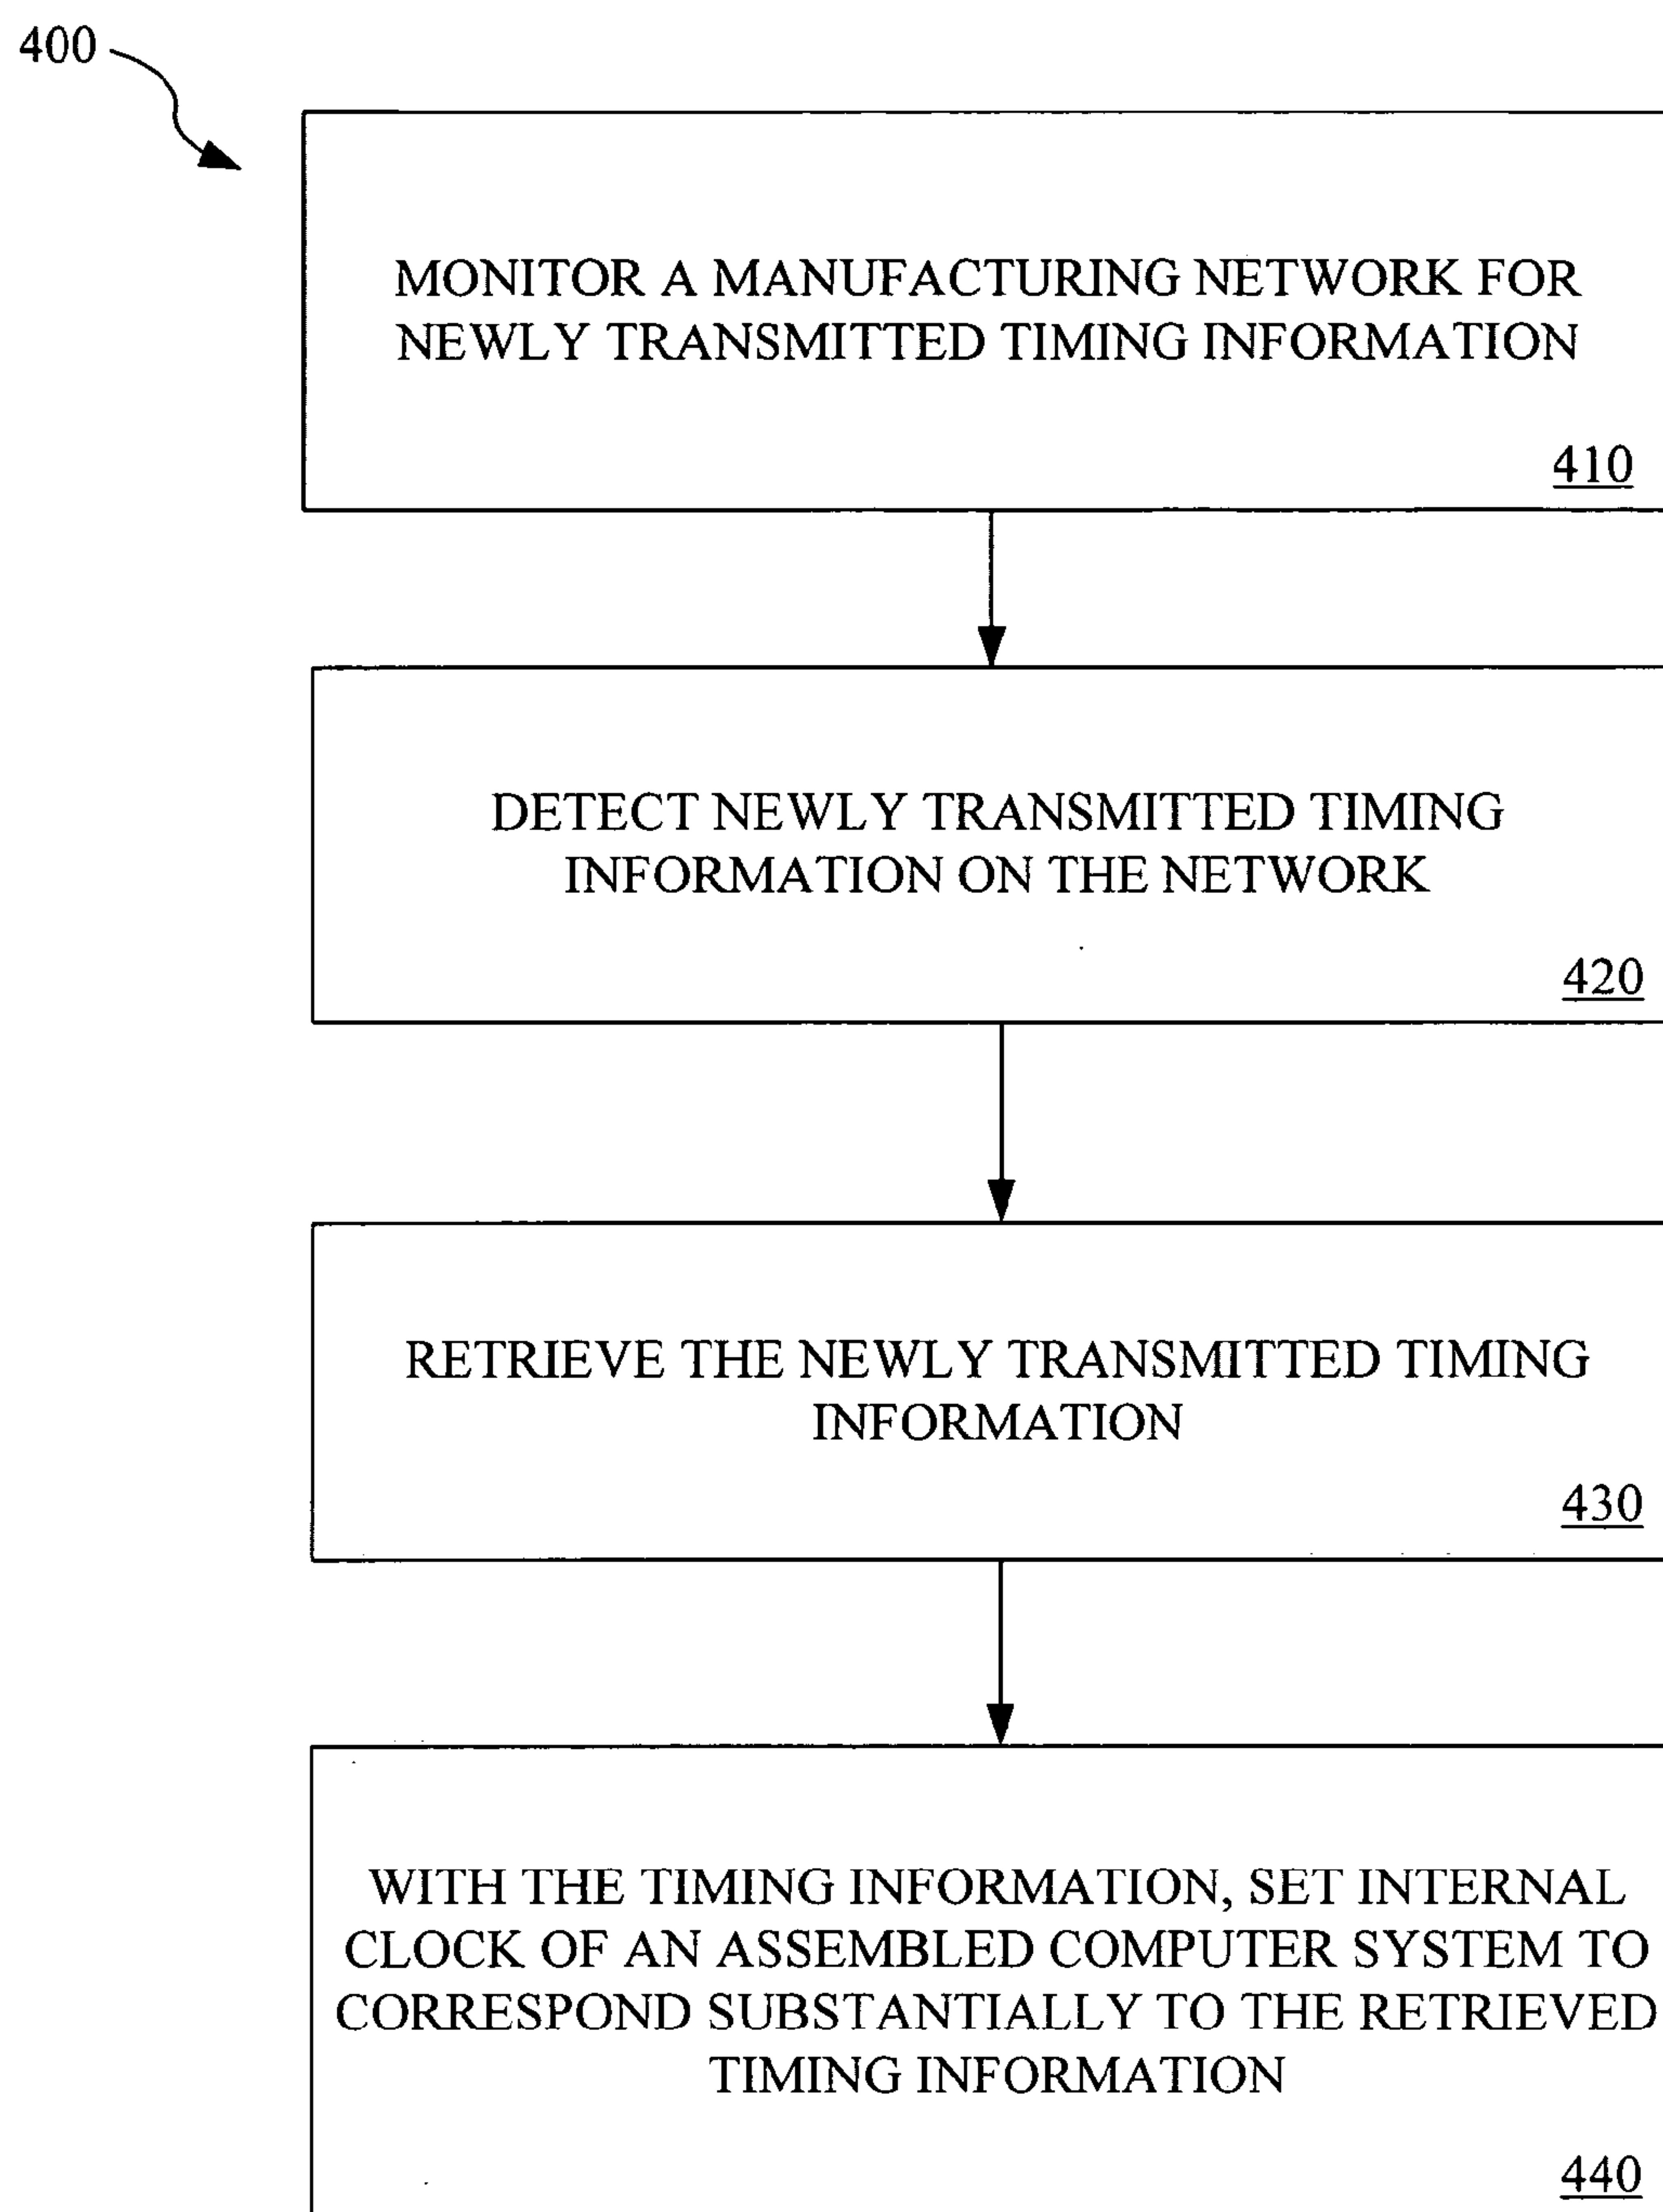 400
MONITOR A MANUFACTURING NETWORK FOR
NEWLY TRANSMITTED TIMING INFORMATION
410
DETECT NEWLY TRANSMITTED TIMING
INFORMATION ON THE NETWORK
420
RETRIEVE THE NEWLY TRANSMITTED TIMING
INFORMATION
430
WITH THE TIMING INFORMATION, SET INTERNAL
CLOCK OF AN ASSEMBLED COMPUTER SYSTEM TO
CORRESPOND SUBSTANTIALLY TO THE RETRIEVED
TIMING INFORMATION
440